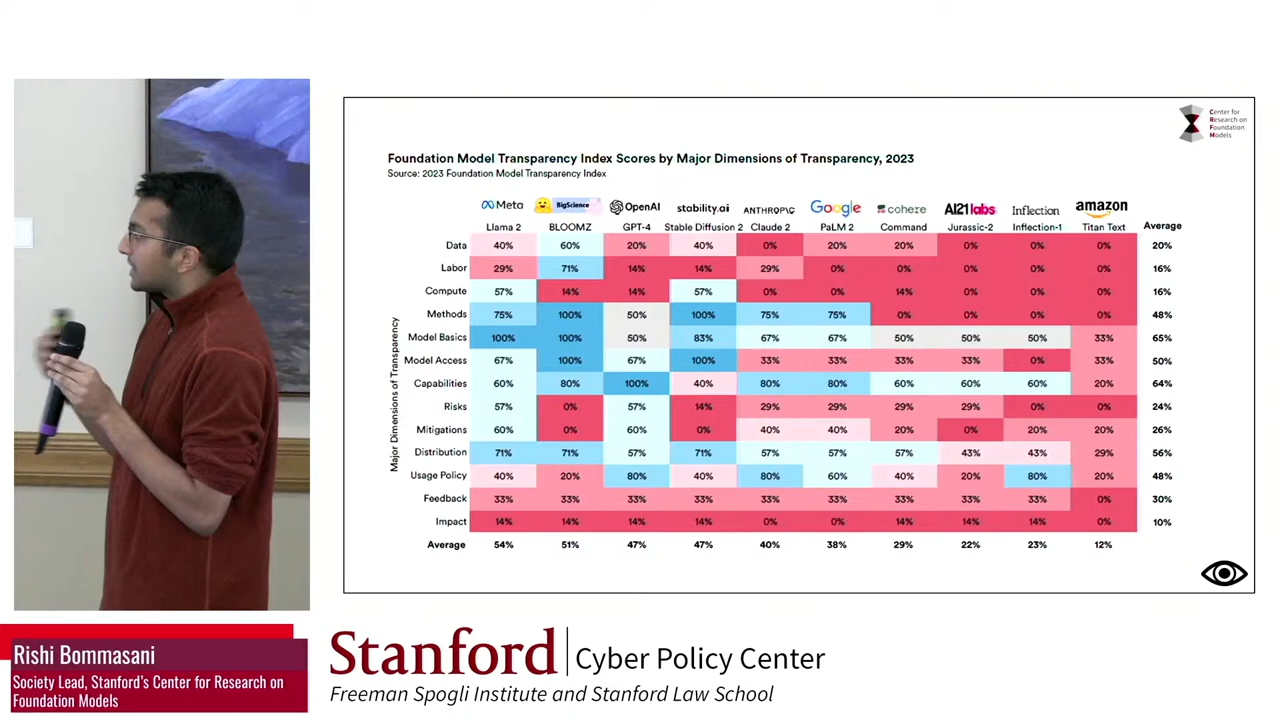 Center for
Research on
Foundation
Models
Foundation Model Transparency Index Scores by Major Dimensions of Transparency, 2023
Source: 2023 Foundation Model Transparency Index
Meta BigScience OpenAI stability.ai ANTHROP\C Google cohere AI21 labs Inflection amazon
Llama 2 BLOOMZ GPT-4 Stable Diffusion 2 Claude 2 PaLM 2 Command Jurassic-2 Inflection-1 Titan Text Average
Major Dimensions of Transparency
Data 40% 60% 20% 40% 0% 20% 20% 0% 0% 0% 20%
Labor 29% 71% 14% 14% 29% 0% 0% 0% 0% 0% 16%
Compute 57% 14% 14% 57% 0% 0% 14% 0% 0% 0% 16%
Methods 75% 100% 50% 100% 75% 75% 0% 0% 0% 0% 48%
Model Basics 100% 100% 50% 83% 67% 67% 50% 50% 50% 33% 65%
Model Access 67% 100% 67% 100% 33% 33% 33% 33% 0% 33% 50%
Capabilities 60% 80% 100% 40% 80% 80% 60% 60% 60% 20% 64%
Risks 57% 0% 57% 14% 29% 29% 29% 29% 0% 0% 24%
Mitigations 60% 0% 60% 0% 40% 40% 20% 0% 20% 20% 26%
Distribution 71% 71% 57% 71% 57% 57% 57% 43% 43% 29% 56%
Usage Policy 40% 20% 80% 40% 80% 60% 40% 20% 80% 20% 48%
Feedback 33% 33% 33% 33% 33% 33% 33% 33% 33% 0% 30%
Impact 14% 14% 14% 14% 0% 0% 14% 14% 14% 0% 10%
Average 54% 51% 47% 47% 40% 38% 29% 22% 23% 12%
Rishi Bommasani
Society Lead, Stanford's Center for Research on
Foundation Models
Stanford Cyber Policy Center
Freeman Spogli Institute and Stanford Law School